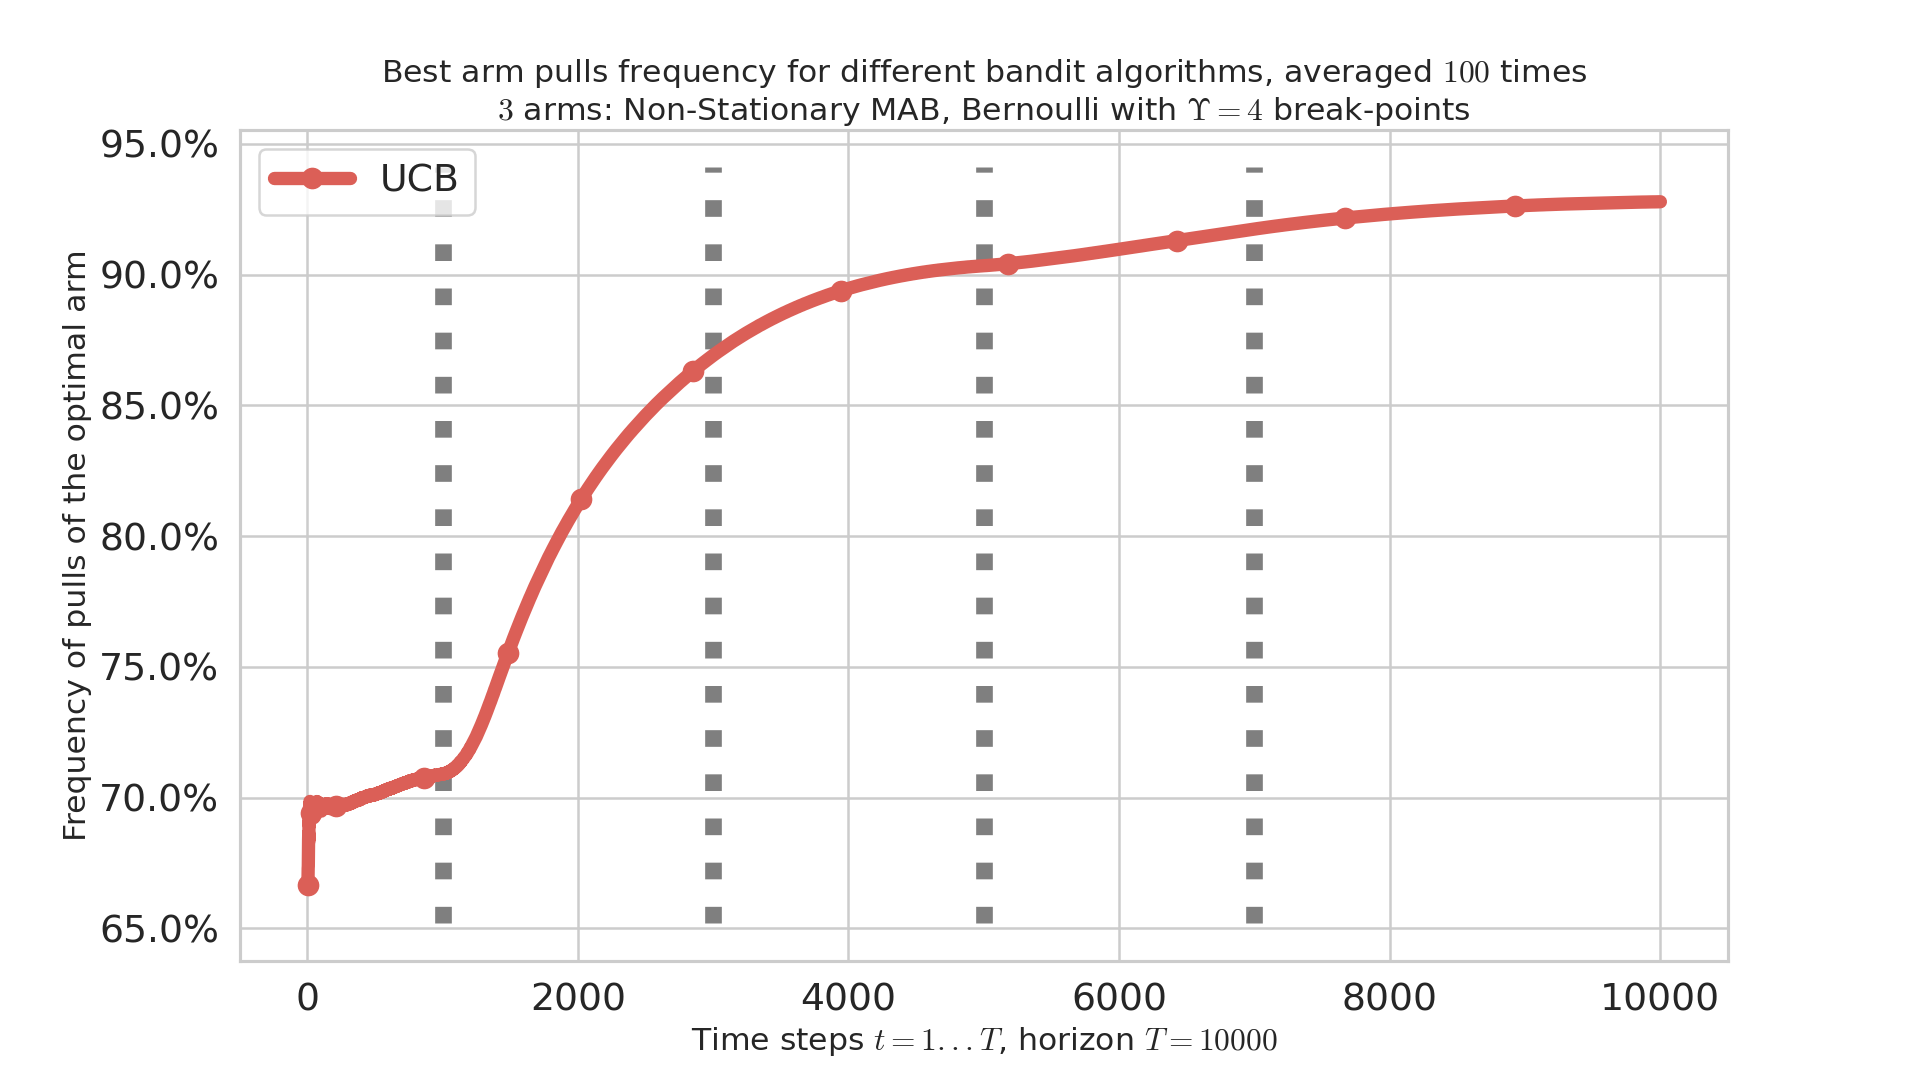 Best arm pulls frequency for different bandit algorithms, averaged 100 times
3 arms: Non-Stationary MAB, Bernoulli with ϒ = 4 break-points
UCB
Frequency of pulls of the optimal arm
95.0%
90.0%
85.0%
80.0%
75.0%
70.0%
65.0%
0 2000 4000 6000 8000 10000
Time steps t = 1...T, horizon T = 10000